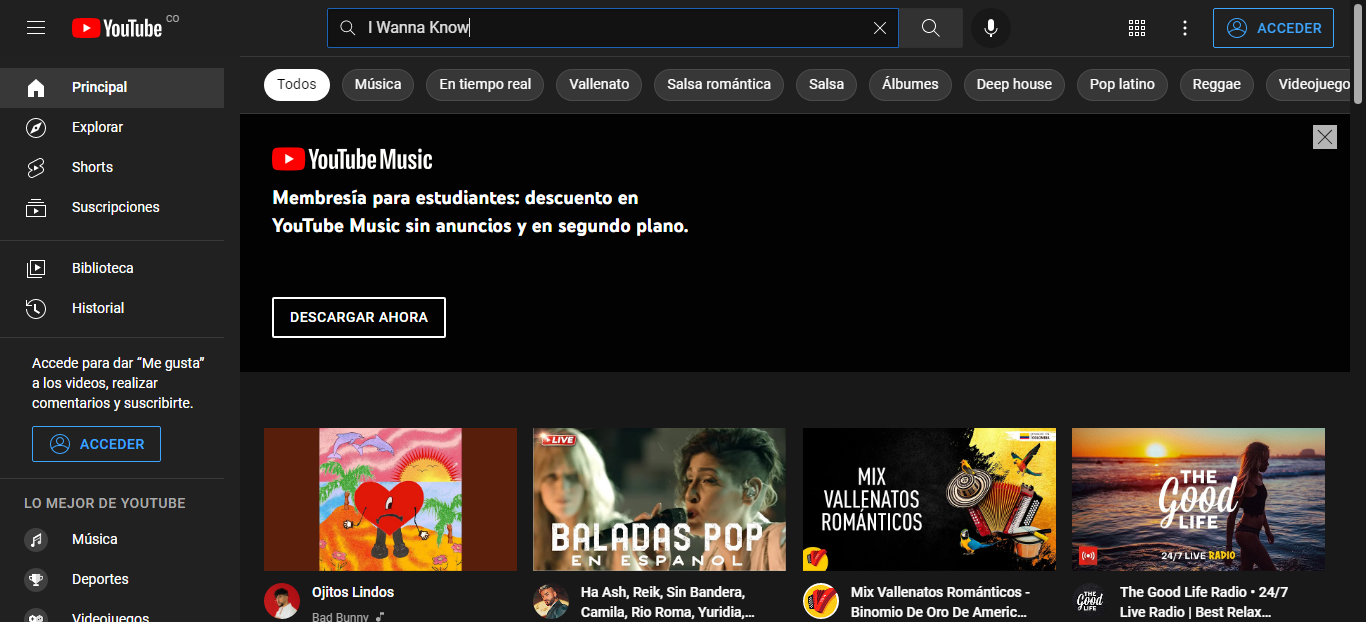 YouTube CO
I Wanna Know
ACCEDER
Principal
Explorar
Shorts
Suscripciones
Biblioteca
Historial
Accede para dar “Me gusta”
a los videos, realizar
comentarios y suscribirte.
ACCEDER
LO MEJOR DE YOUTUBE
Música
Deportes
Videojuegos
Todos Música En tiempo real Vallenato Salsa romántica Salsa Álbumes Deep house Pop latino Reggae Videojuego
YouTube Music
Membresía para estudiantes: descuento en
YouTube Music sin anuncios y en segundo plano.
DESCARGAR AHORA
Ojitos Lindos
Bad Bunny
LIVE
BALADAS POP
EN ESPAÑOL
Ha Ash, Reik, Sin Bandera,
Camila, Rio Roma, Yuridia,...
MIX
VALLENATOS
ROMÁNTICOS
Mix Vallenatos Románticos -
Binomio De Oro De Americ...
THE
Good
LIFE
24/7 LIVE RADIO
THE
Good
LIFE
The Good Life Radio • 24/7
Live Radio | Best Relax...